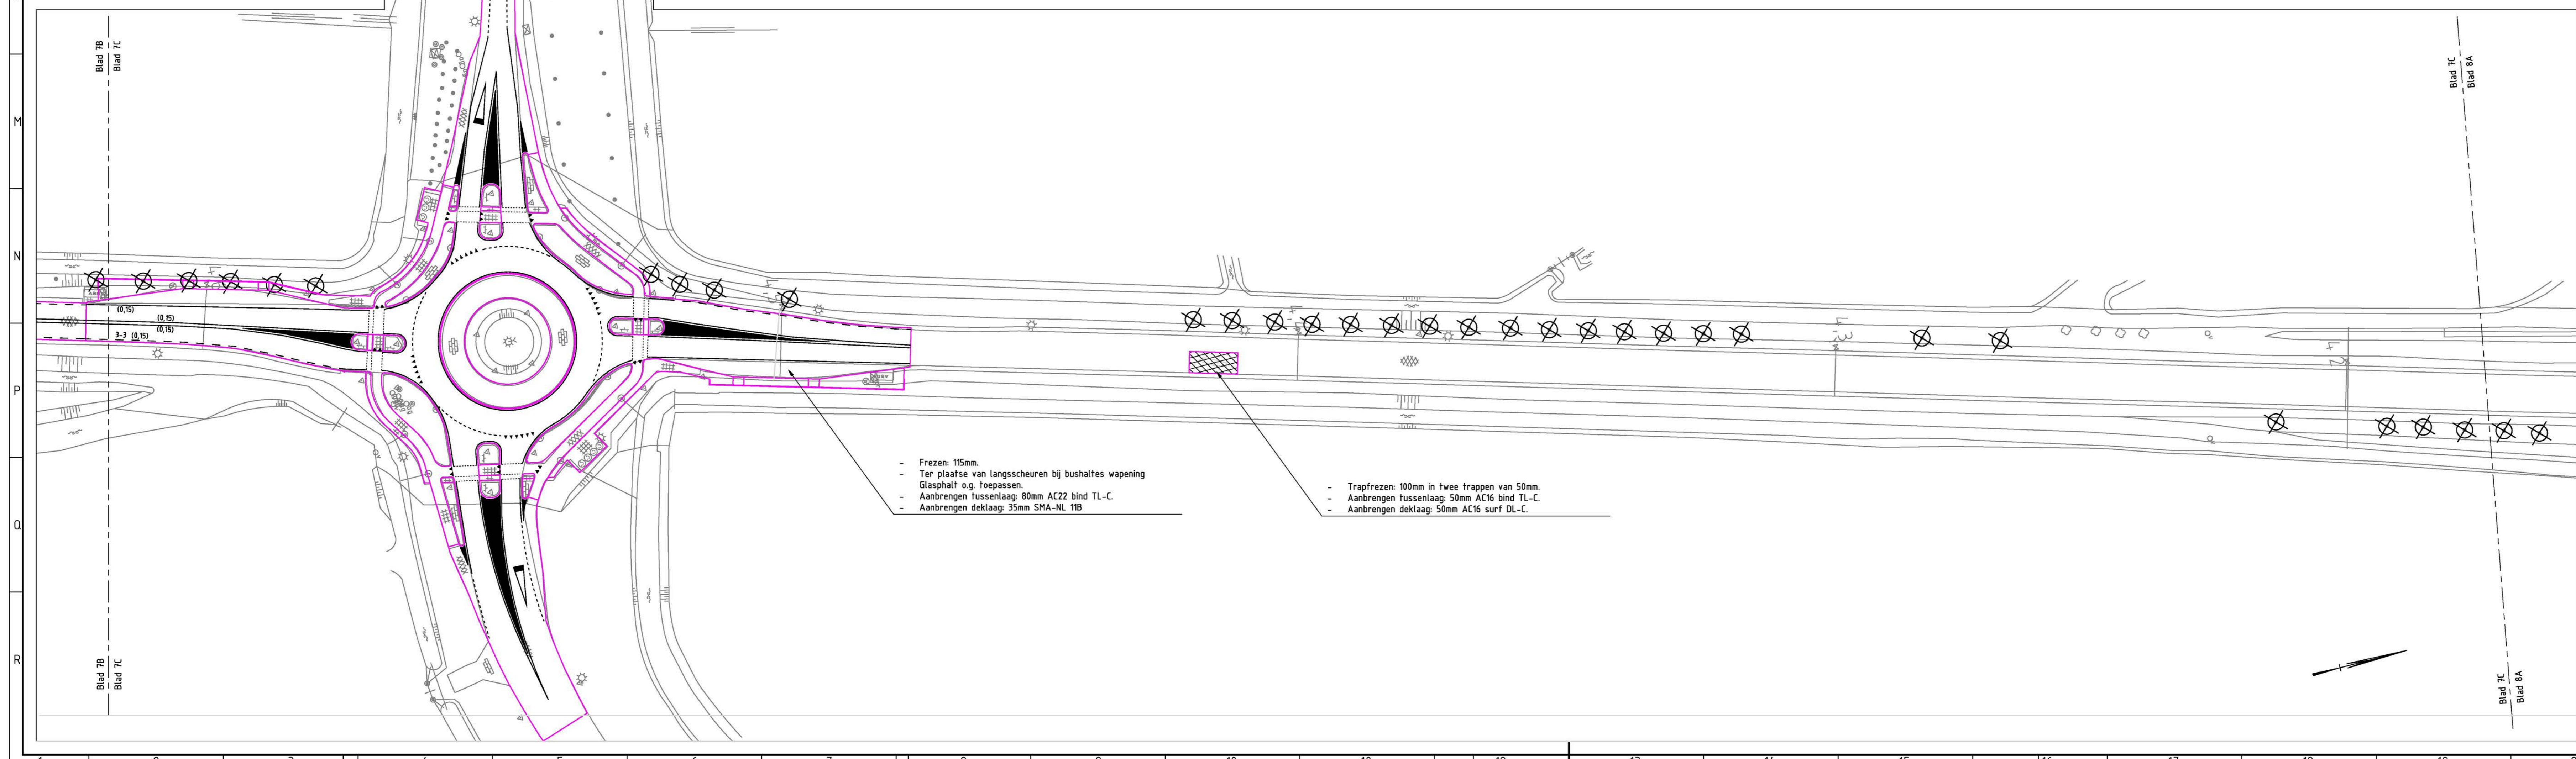 Blad 7B
Blad 7C
Blad 7C
Blad 8A
M
N
P
Q
R
(0,15)
(0,15)
(0,15)
3-3 (0,15)
- Frezen: 115mm.
- Ter plaatse van langsscheuren bij bushaltes wapening
Glasphalt o.g. toepassen.
- Aanbrengen tussenlaag: 80mm AC22 bind TL-C.
- Aanbrengen deklaag: 35mm SMA-NL 11B
- Trapfrezen: 100mm in twee trappen van 50mm.
- Aanbrengen tussenlaag: 50mm AC16 bind TL-C.
- Aanbrengen deklaag: 50mm AC16 surf DL-C.
Blad 7B
Blad 7C
Blad 7C
Blad 8A